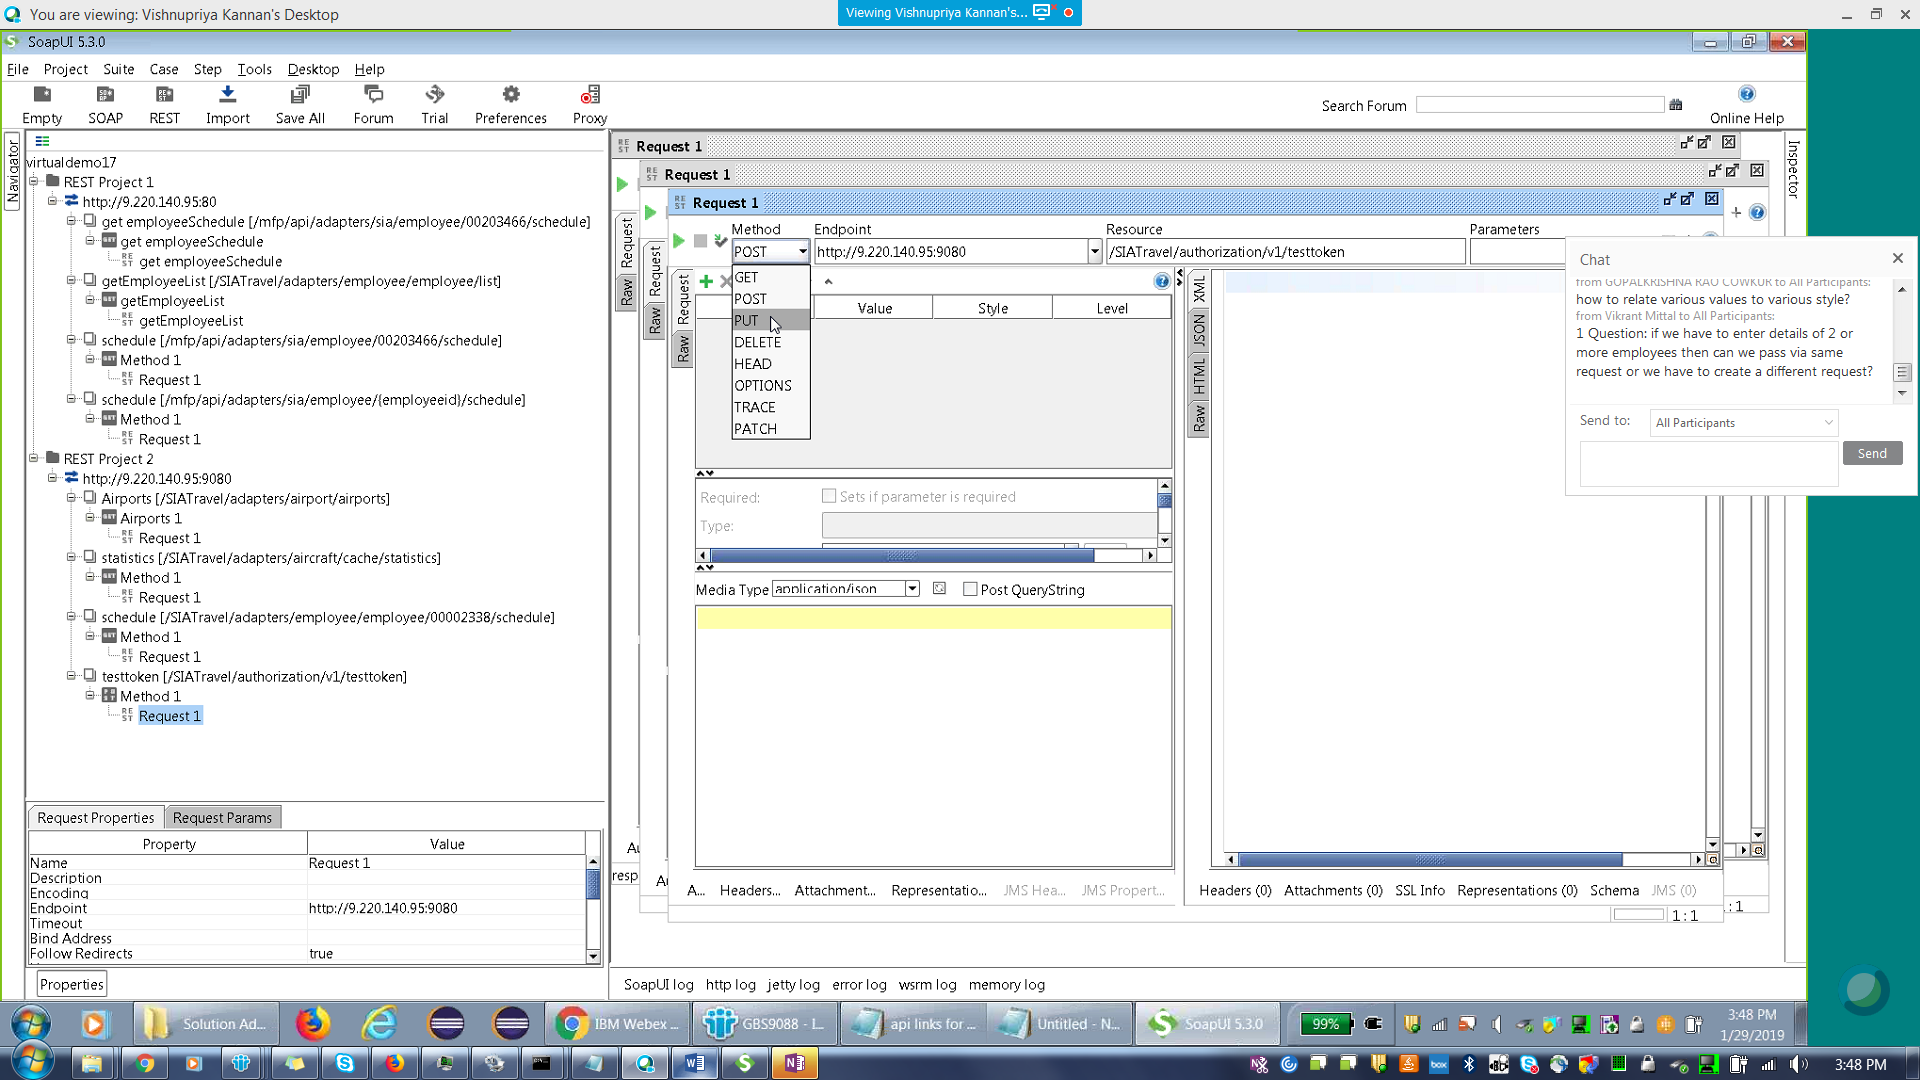 You are viewing: Vishnupriya Kannan's Desktop
Viewing Vishnupriya Kannan's...
SoapUI 5.3.0
File Project Suite Case Step Tools Desktop Help
Empty SOAP REST Import Save All Forum Trial Preferences Proxy
Search Forum
Online Help
Navigator
virtualdemo17
REST Project 1
http://9.220.140.95:80
get employeeSchedule [/mfp/api/adapters/sia/employee/00203466/schedule]
get employeeSchedule
get employeeSchedule
getEmployeeList [/SIATravel/adapters/employee/employee/list]
getEmployeeList
getEmployeeList
schedule [/mfp/api/adapters/sia/employee/00203466/schedule]
Method 1
Request 1
schedule [/mfp/api/adapters/sia/employee/{employeeid}/schedule]
Method 1
Request 1
REST Project 2
http://9.220.140.95:9080
Airports [/SIATravel/adapters/airport/airports]
Airports 1
Request 1
statistics [/SIATravel/adapters/aircraft/cache/statistics]
Method 1
Request 1
schedule [/SIATravel/adapters/employee/employee/00002338/schedule]
Method 1
Request 1
testtoken [/SIATravel/authorization/v1/testtoken]
Method 1
Request 1
Request Properties Request Params
Property Value
Name Request 1
Description
Encoding
Endpoint http://9.220.140.95:9080
Timeout
Bind Address
Follow Redirects true
Properties
Request 1
Request 1
Request 1
Inspector
Method Endpoint Resource Parameters
POST http://9.220.140.95:9080 /SIATravel/authorization/v1/testtoken
GET
POST
PUT
DELETE
HEAD
OPTIONS
TRACE
PATCH
Request
Raw
Request
Raw
Request
Raw
Value Style Level
XML
JSON
HTML
Raw
Required: Sets if parameter is required
Type:
Media Type application/json Post QueryString
A... Headers... Attachment... Representatio... JMS Hea... JMS Propert...
Headers (0) Attachments (0) SSL Info Representations (0) Schema JMS (0)
1:1
:1
resp
SoapUI log http log jetty log error log wsrm log memory log
Chat
from GOPALKRISHNA RAO COWKUR to All Participants:
how to relate various values to various style?
from Vikrant Mittal to All Participants:
1 Question: if we have to enter details of 2 or
more employees then can we pass via same
request or we have to create a different request?
Send to: All Participants
Send
Solution Ad... IBM Webex ... GBS9088 - I... api links for ... Untitled - N... SoapUI 5.3.0 99% 3:48 PM
1/29/2019
3:48 PM